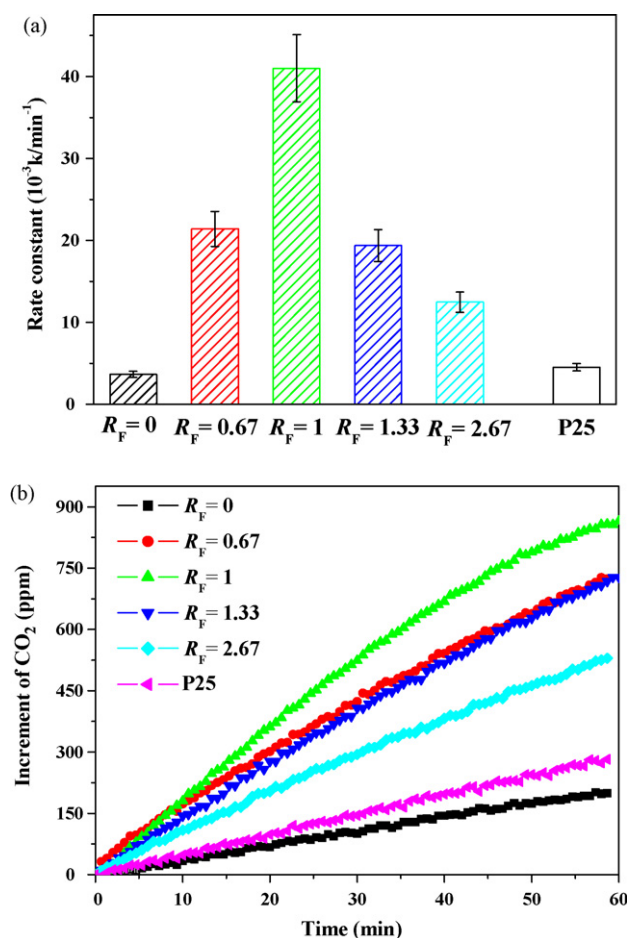 (a)
Rate constant (10⁻³k/min⁻¹)
40
30
20
10
0
R_F = 0
R_F = 0.67
R_F = 1
R_F = 1.33
R_F = 2.67
P25
(b)
Increment of CO₂ (ppm)
900
750
600
450
300
150
0
R_F = 0
R_F = 0.67
R_F = 1
R_F = 1.33
R_F = 2.67
P25
0 10 20 30 40 50 60
Time (min)